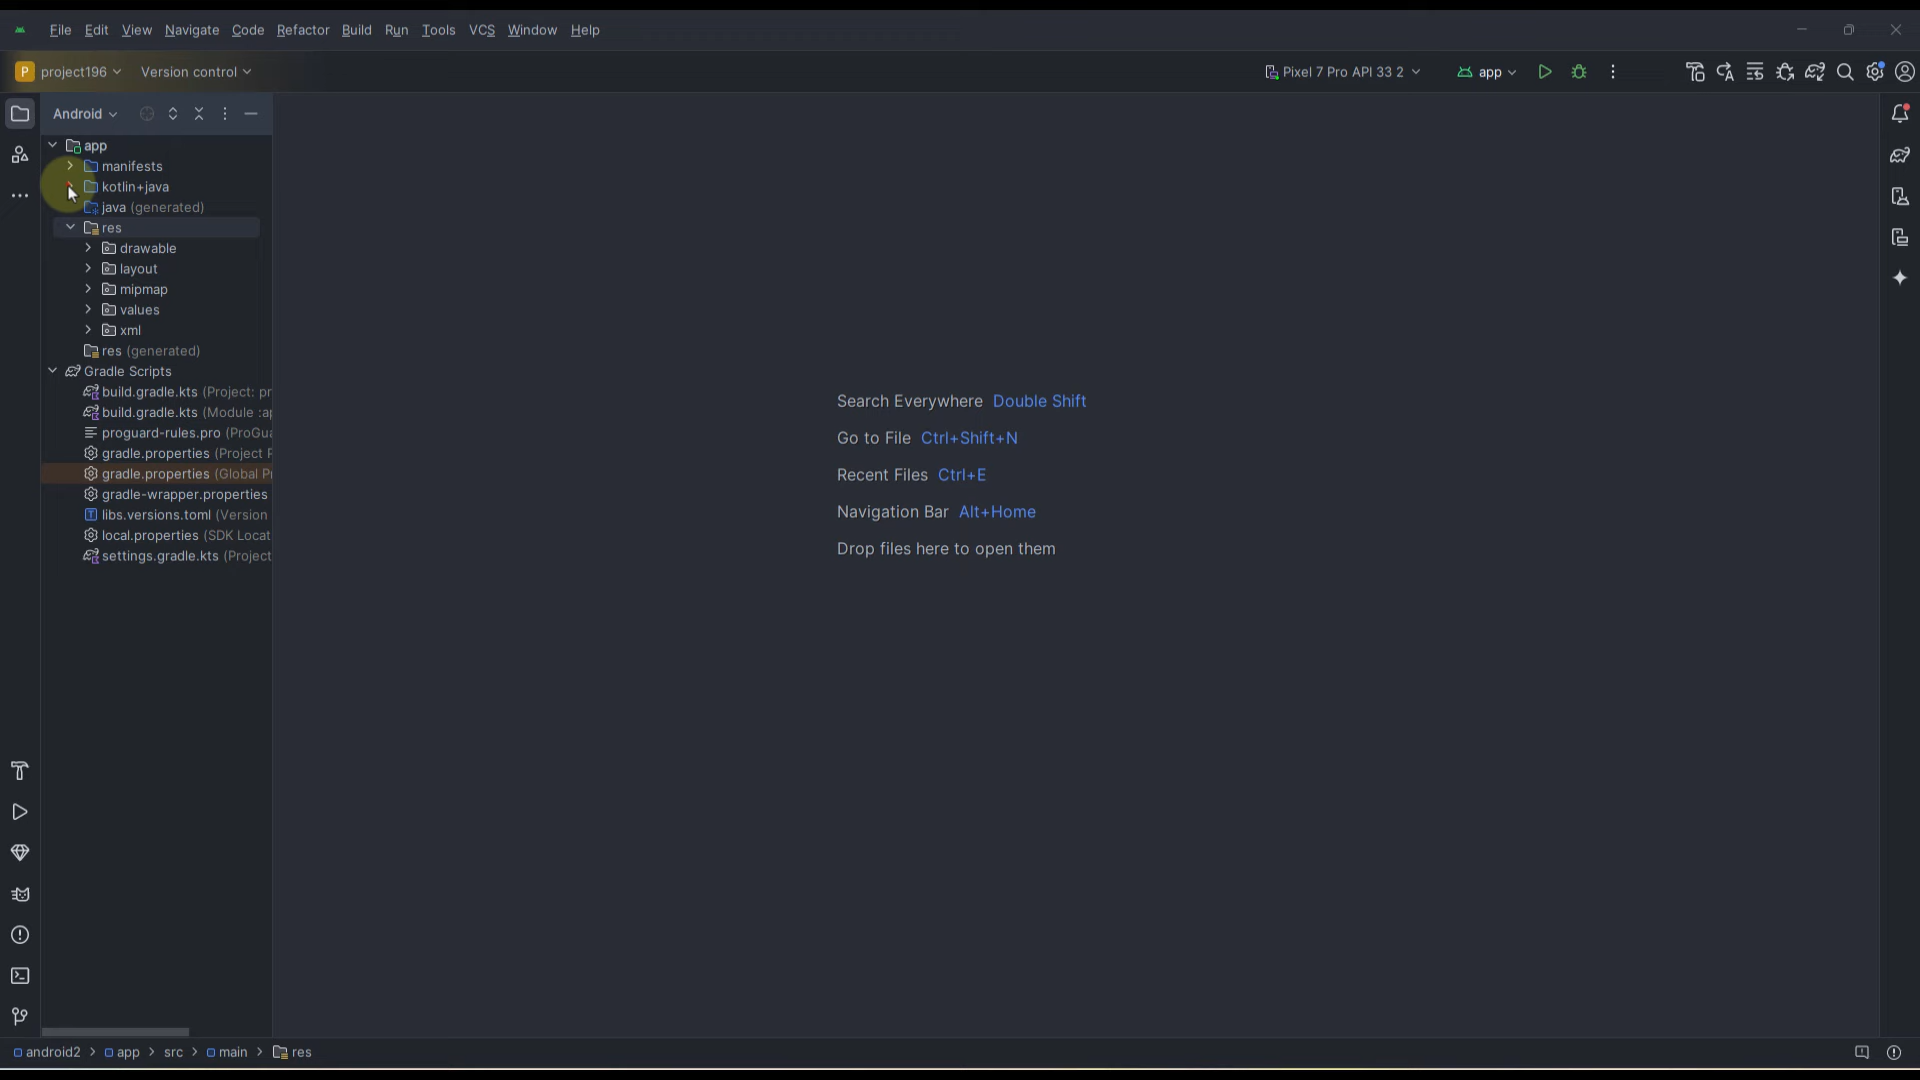 File Edit View Navigate Code Refactor Build Run Tools VCS Window Help
P project196 Version control Pixel 7 Pro API 33 2 app
Android
app
manifests
kotlin+java
java (generated)
res
drawable
layout
mipmap
values
xml
res (generated)
Gradle Scripts
build.gradle.kts (Project: pr
build.gradle.kts (Module :ap
proguard-rules.pro (ProGua
gradle.properties (Project P
gradle.properties (Global Pr
gradle-wrapper.properties
libs.versions.toml (Version
local.properties (SDK Locat
settings.gradle.kts (Project
Search Everywhere Double Shift
Go to File Ctrl+Shift+N
Recent Files Ctrl+E
Navigation Bar Alt+Home
Drop files here to open them
android2 > app > src > main > res